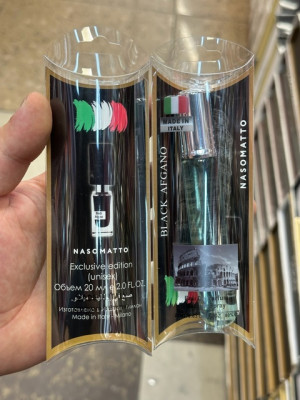 NASOMATTO
Exclusive edition
(unisex)
Объем 20 мл ℮ 2.0 FL.OZ.
Made in Italy / Milano
MADE IN
ITALY
BLACK AFGANO
NASOMATTO